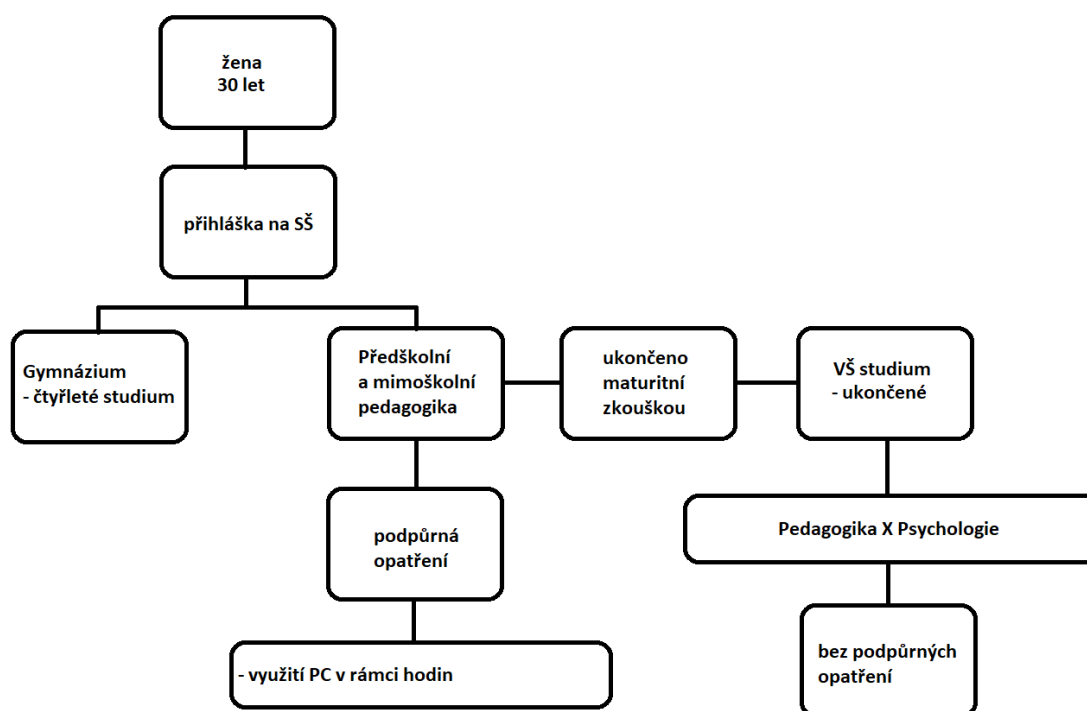 žena
30 let
přihláška na SŠ
Gymnázium
- čtyřleté studium
Předškolní
a mimoškolní
pedagogika
ukončeno
maturitní
zkouškou
VŠ studium
- ukončené
podpůrná
opatření
Pedagogika X Psychologie
- využití PC v rámci hodin
bez podpůrných
opatření